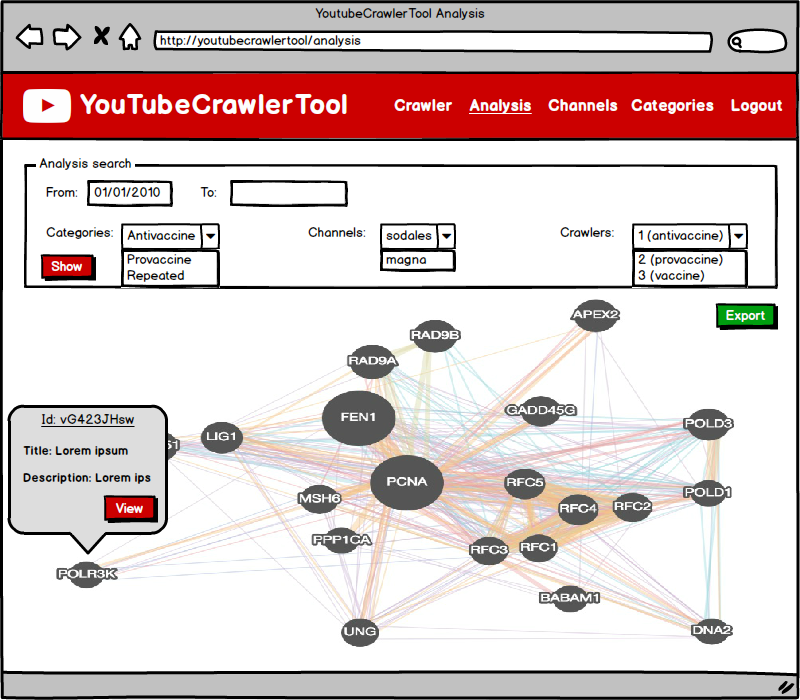 YoutubeCrawlerTool Analysis
http://youtubecrawlertool/analysis
YouTubeCrawlerTool
Crawler Analysis Channels Categories Logout
Analysis search
From: 01/01/2010 To:
Categories: Antivaccine Channels: sodales Crawlers: 1 (antivaccine)
Show Provaccine magna 2 (provaccine)
Repeated 3 (vaccine)
Export
APEX2
RAD9B
RAD9A
FEN1
GADD45G
POLD3
LIG1
Id: vG423JHsw
Title: Lorem ipsum
Description: Lorem ips
View
PCNA
RFC5
POLD1
MSH6
RFC4
RFC2
PPP1CA
RFC3
RFC1
POLR3K
BABAM1
UNG
DNA2